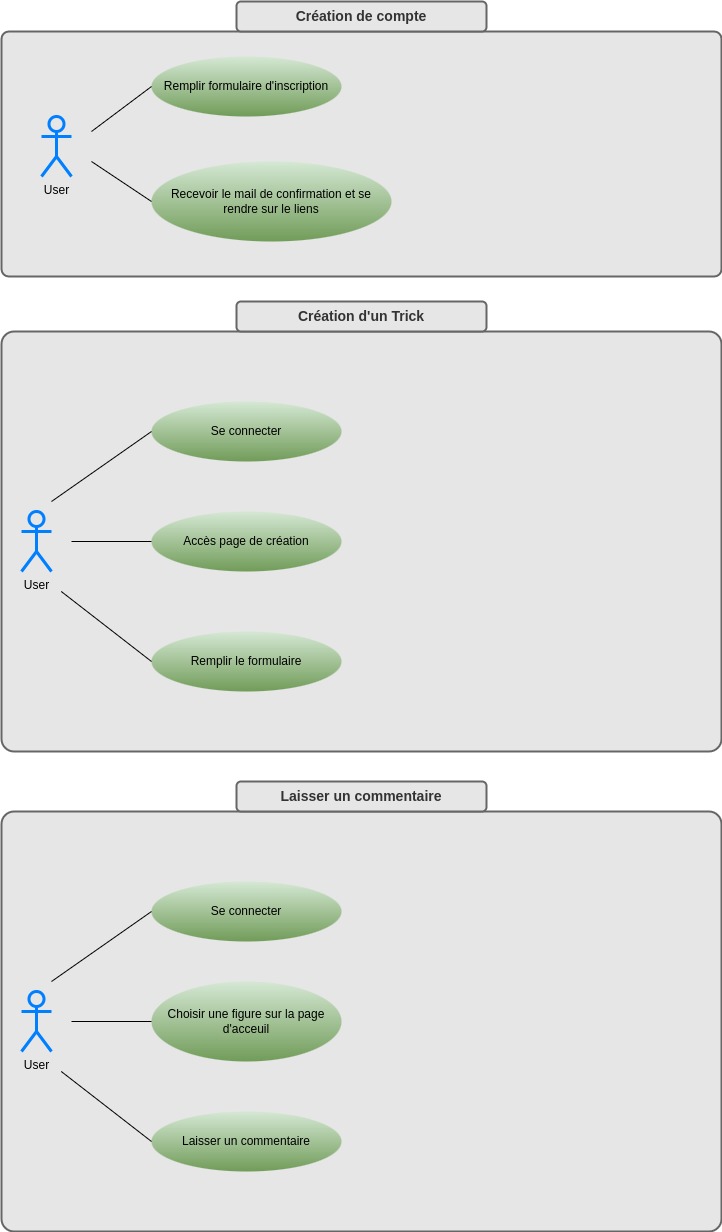 Création de compte
Remplir formulaire d'inscription
User
Recevoir le mail de confirmation et se
rendre sur le liens
Création d'un Trick
Se connecter
Accès page de création
User
Remplir le formulaire
Laisser un commentaire
Se connecter
Choisir une figure sur la page
d'acceuil
User
Laisser un commentaire